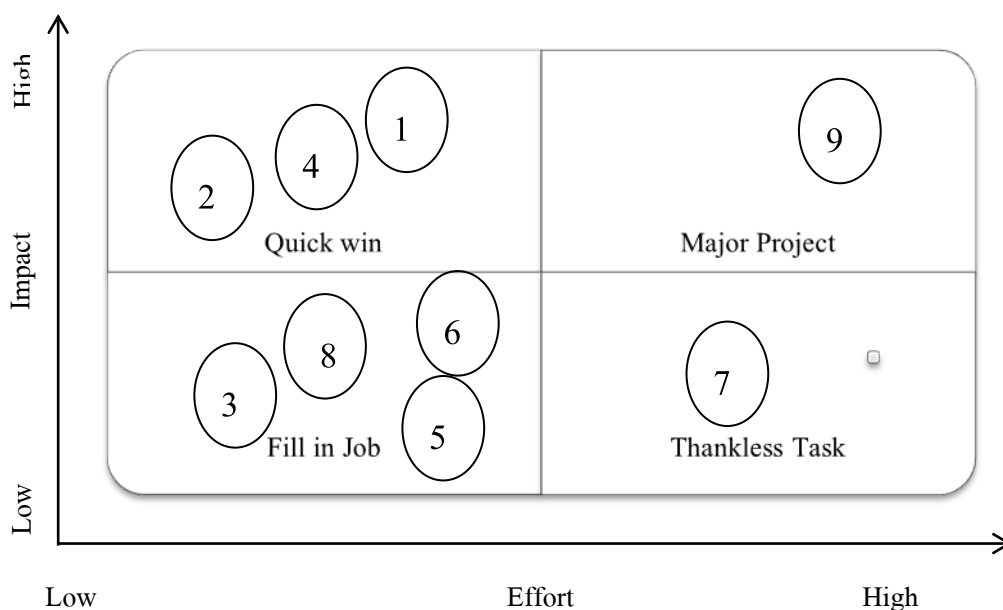 High
1
9
4
2
Quick win
Major Project
Impact
6
8
7
3
5
Fill in Job
Thankless Task
Low
Low
Effort
High